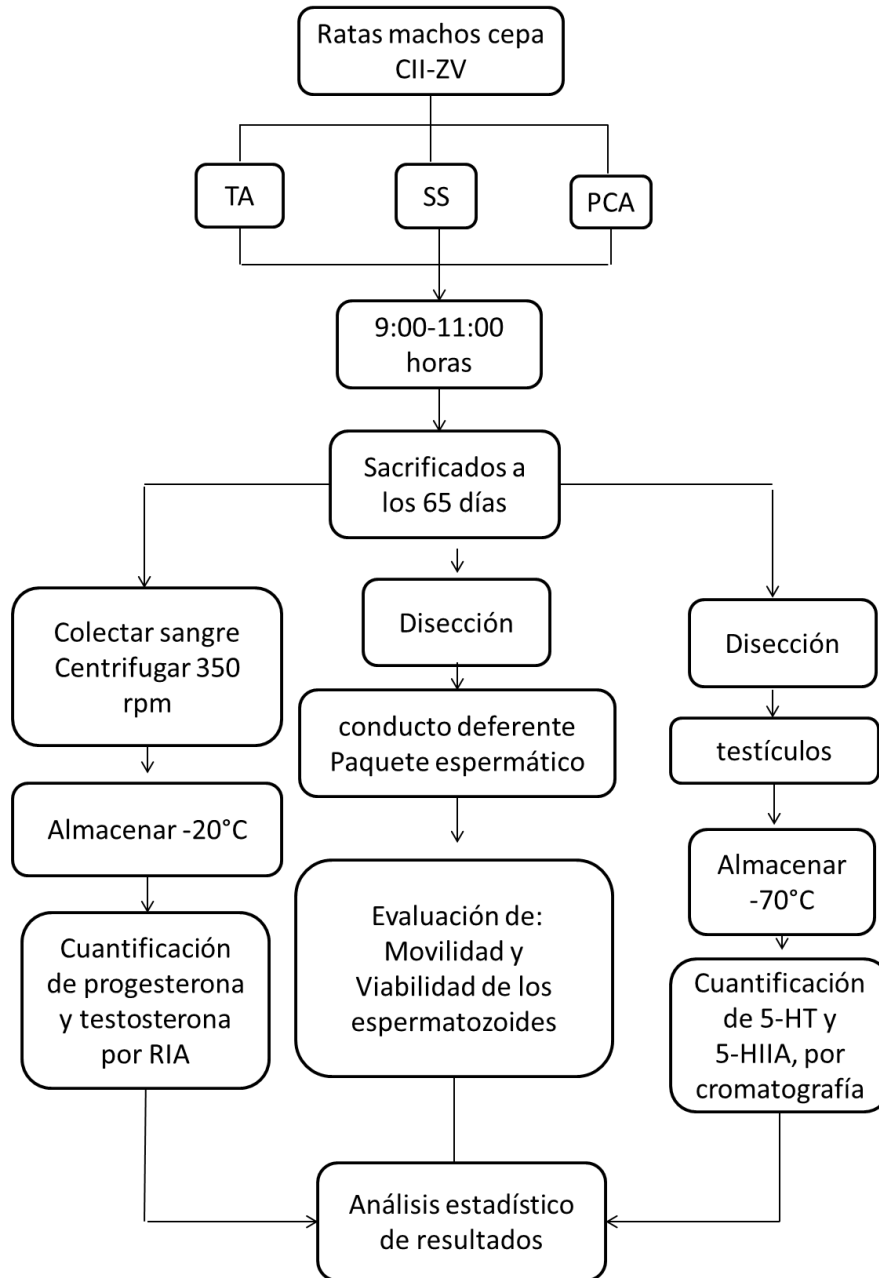 Ratas machos cepa
CII-ZV
TA
SS
PCA
9:00-11:00
horas
Sacrificados a
los 65 días
Colectar sangre
Centrifugar 350
rpm
Almacenar -20°C
Cuantificación
de progesterona
y testosterona
por RIA
Disección
conducto deferente
Paquete espermático
Evaluación de:
Movilidad y
Viabilidad de los
espermatozoides
Disección
testículos
Almacenar
-70°C
Cuantificación
de 5-HT y
5-HIIA, por
cromatografía
Análisis estadístico
de resultados